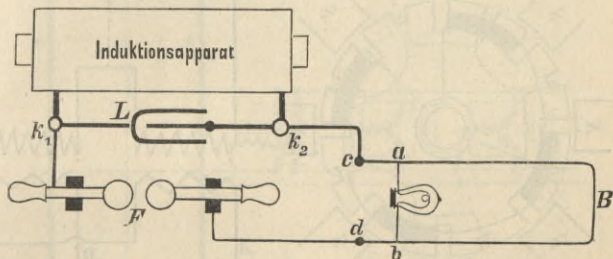 Induktionsapparat
L
k₁ k₂
c a
F B
d
b